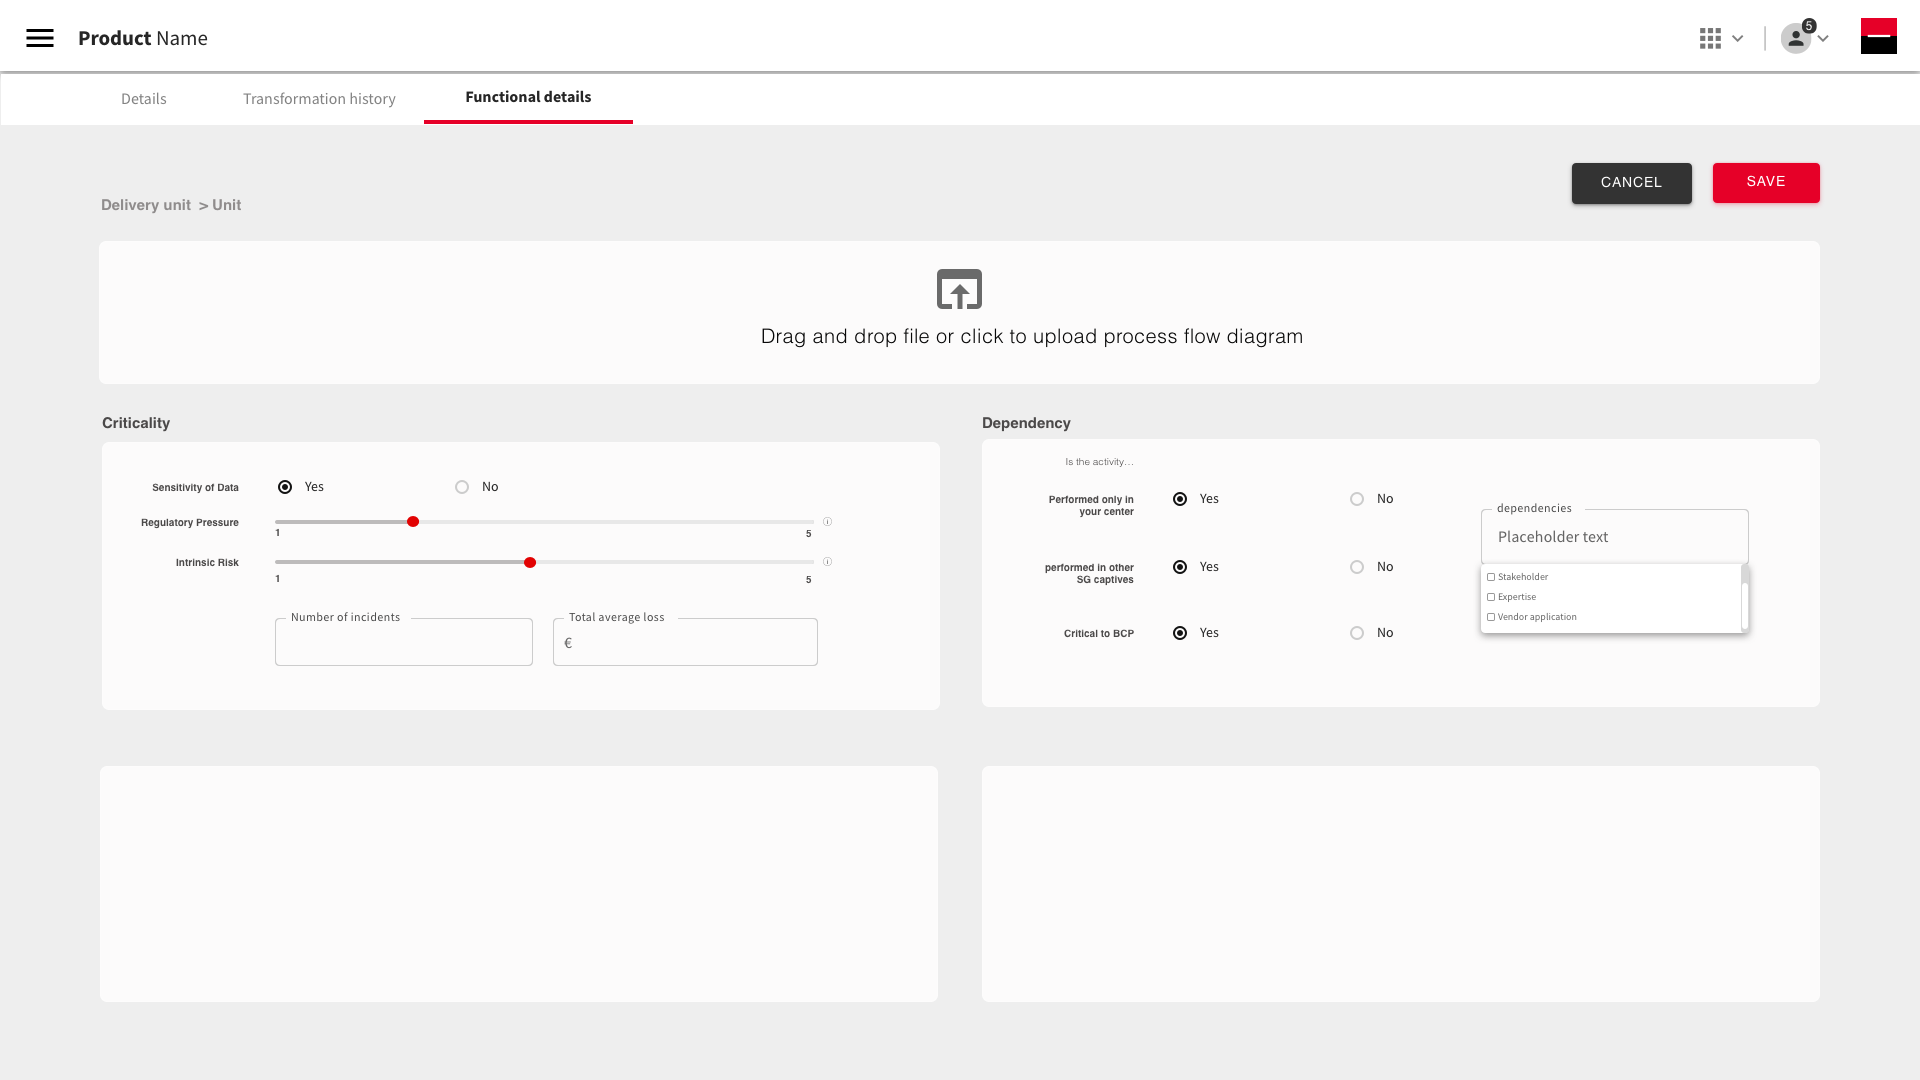 Product Name
5
Details
Transformation history
Functional details
CANCEL
SAVE
Delivery unit > Unit
Drag and drop file or click to upload process flow diagram
Criticality
Sensitivity of Data
Yes
No
Regulatory Pressure
1
5
Intrinsic Risk
1
5
Number of incidents
Total average loss
€
Dependency
Is the activity...
Performed only in
your center
Yes
No
performed in other
SG captives
Yes
No
Critical to BCP
Yes
No
dependencies
Placeholder text
Stakeholder
Expertise
Vendor application